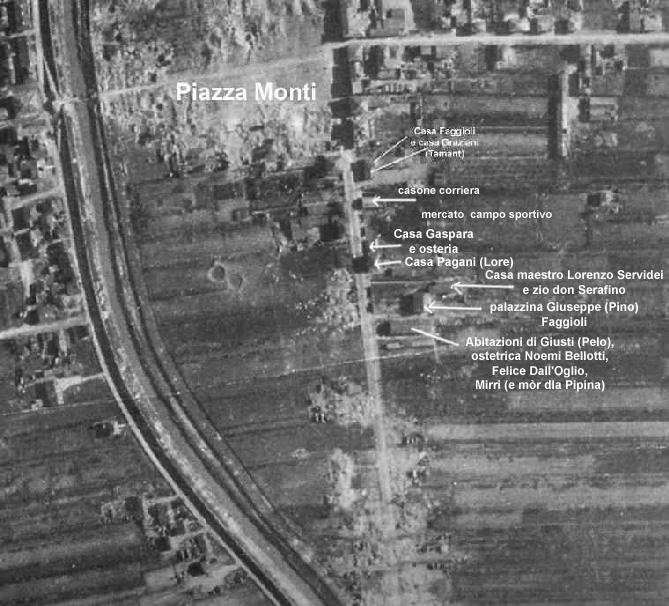 Piazza Monti
Casa Faggioli
e casa Graziani
(Tamant)
casone corriera
mercato campo sportivo
Casa Gaspara
e osteria
Casa Pagani (Lore)
Casa maestro Lorenzo Servidei
e zio don Serafino
palazzina Giuseppe (Pino)
Faggioli
Abitazioni di Giusti (Pelo),
ostetrica Noemi Bellotti,
Felice Dall'Oglio,
Mirri (e mòr dla Pipina)